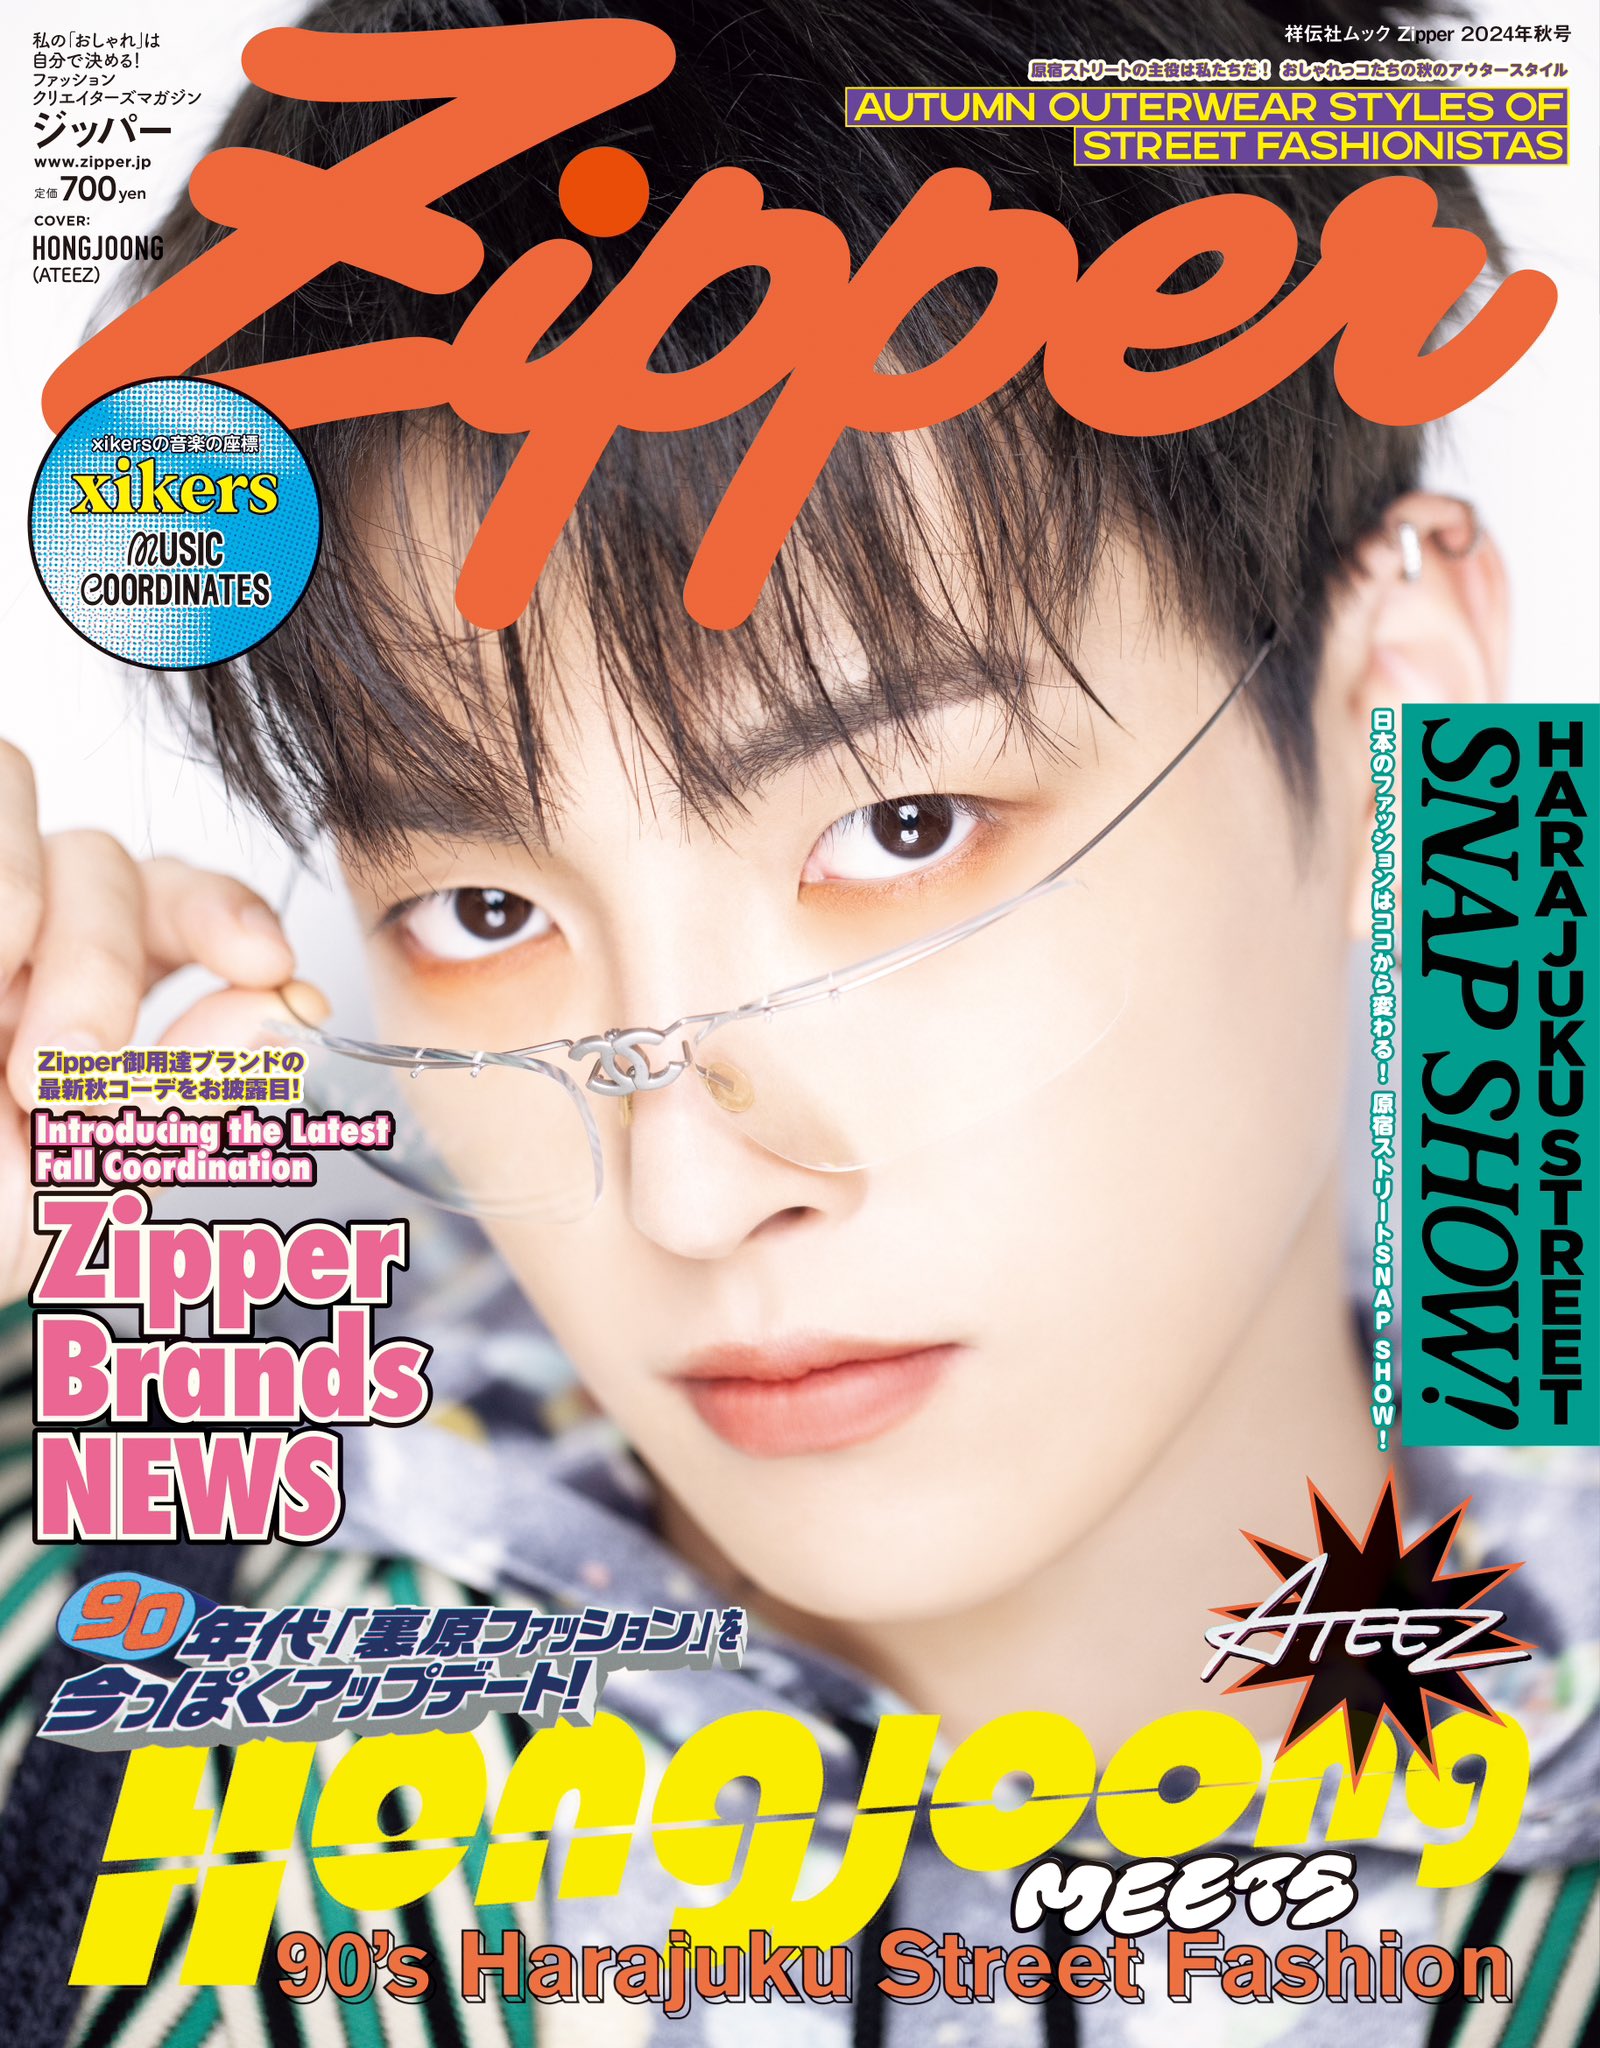 私の「おしゃれ」は
自分で決める!
ファッション
クリエイターズマガジン
ジッパー
www.zipper.jp
定価700yen
COVER:
HONGJOONG
(ATEEZ)
Zipper
祥伝社ムック Zipper 2024年秋号
原宿ストリートの主役は私たちだ! おしゃれっコたちの秋のアウタースタイル
AUTUMN OUTERWEAR STYLES OF
STREET FASHIONISTAS
xikersの音楽の座標
xikers
MUSIC
COORDINATES
HARAJUKU STREET
SNAP SHOW!
日本のファッションはココから変わる! 原宿ストリートSNAP SHOW!
Zipper御用達ブランドの
最新秋コーデをお披露目!
Introducing the Latest
Fall Coordination
Zipper
Brands
NEWS
90年代「裏原ファッション」を
今っぽくアップデート!
ATEEZ
HongJoong
MEETS
90's Harajuku Street Fashion